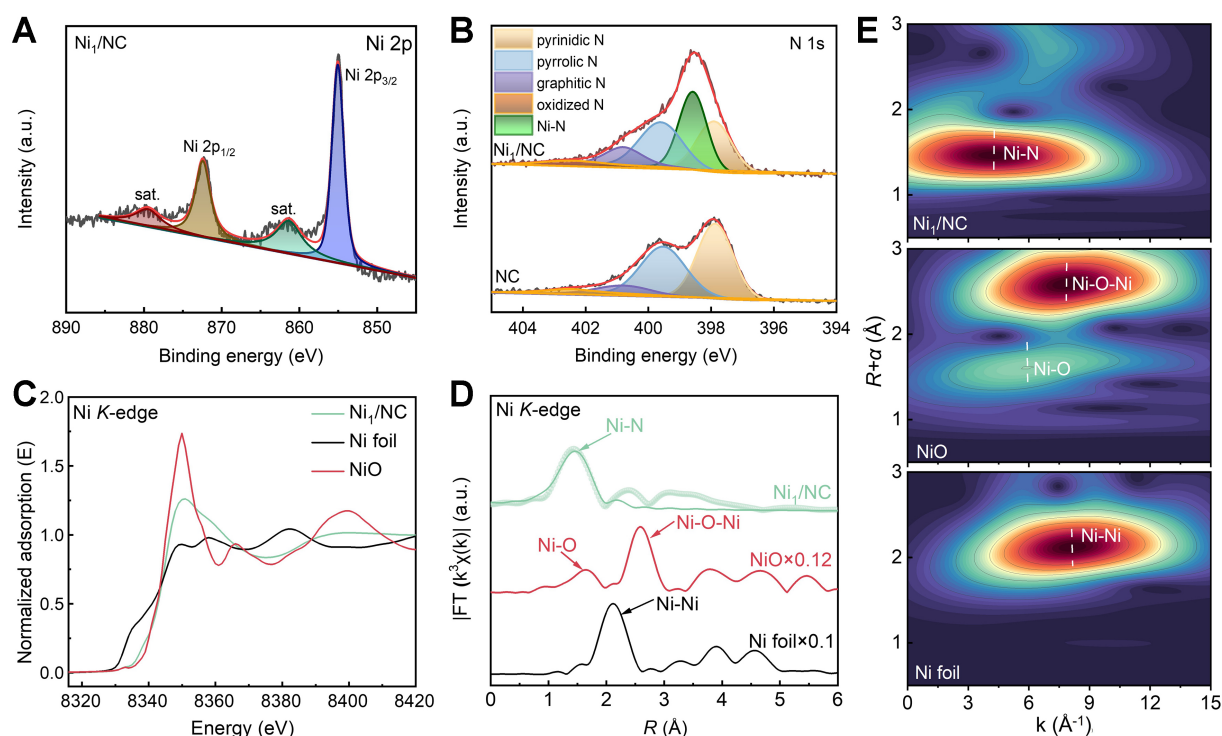 A
Ni₁/NC
Ni 2p
Ni 2p₃/₂
Ni 2p₁/₂
sat.
sat.
Intensity (a.u.)
890
880
870
860
850
Binding energy (eV)
B
N 1s
pyrinidic N
pyrrolic N
graphitic N
oxidized N
Ni-N
Ni₁/NC
NC
Intensity (a.u.)
404
402
400
398
396
394
Binding energy (eV)
C
Ni K-edge
Ni₁/NC
Ni foil
NiO
Normalized adsorption (E)
2.0
1.5
1.0
0.5
0.0
8320
8340
8360
8380
8400
8420
Energy (eV)
D
Ni K-edge
Ni-N
Ni₁/NC
Ni-O-Ni
Ni-O
NiO×0.12
Ni-Ni
Ni foil×0.1
|FT (k³χ(k)| (a.u.)
0
1
2
3
4
5
6
R (Å)
E
3
2
1
Ni-N
Ni₁/NC
3
2
1
Ni-O-Ni
Ni-O
NiO
R+α (Å)
3
2
1
Ni-Ni
Ni foil
0
3
6
9
12
15
k (Å⁻¹)